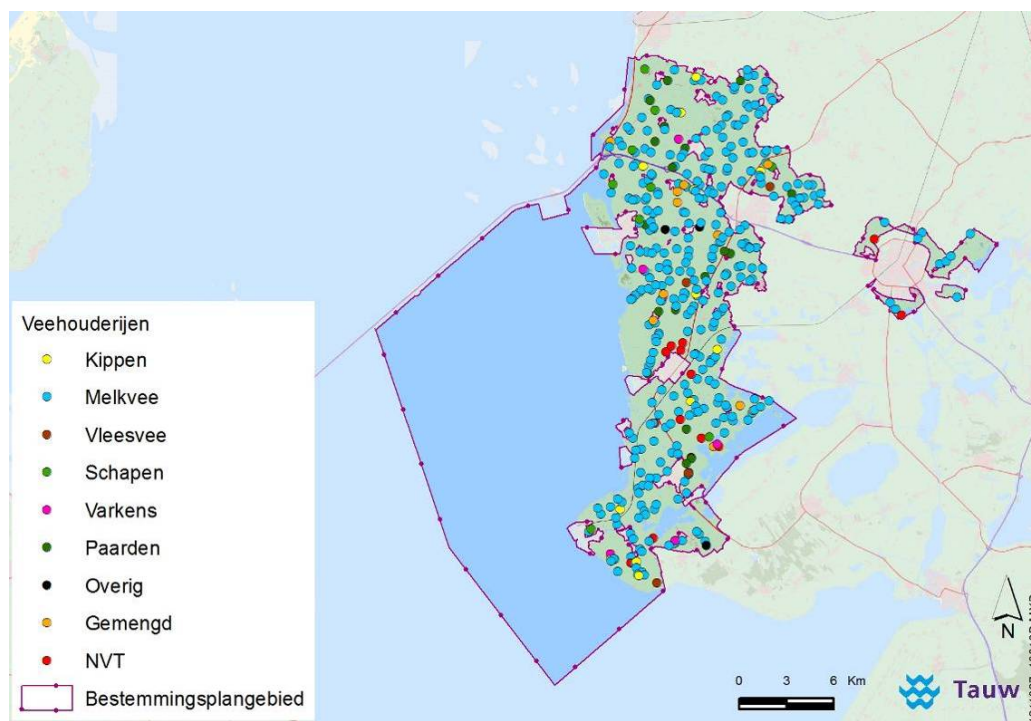 Veehouderijen
Kippen
Melkvee
Vleesvee
Schapen
Varkens
Paarden
Overig
Gemengd
NVT
Bestemmingsplangebied
0 3 6 Km
N
Tauw